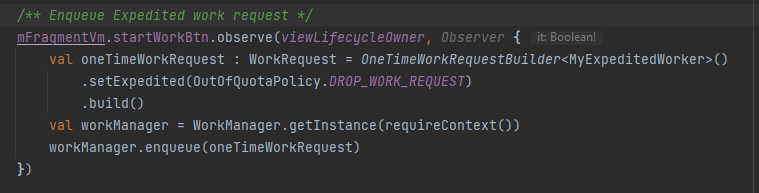 /** Enqueue Expedited work request */
mFragmentVm.startWorkBtn.observe(viewLifecycleOwner, Observer { it: Boolean!
    val oneTimeWorkRequest : WorkRequest = OneTimeWorkRequestBuilder<MyExpeditedWorker>()
        .setExpedited(OutOfQuotaPolicy.DROP_WORK_REQUEST)
        .build()
    val workManager = WorkManager.getInstance(requireContext())
    workManager.enqueue(oneTimeWorkRequest)
})